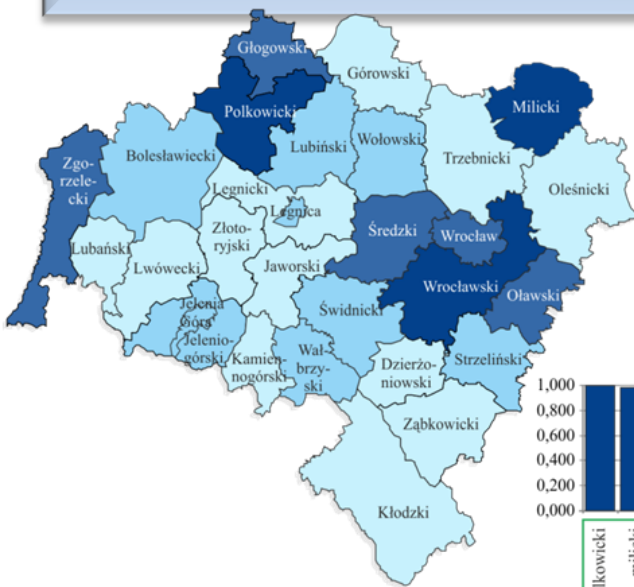 Głogowski
Górowski
Polkowicki
Milicki
Lubiński
Wołowski
Bolesławiecki
Trzebnicki
Zgo-
rzele-
cki
Legnicki
Oleśnicki
Legnica
Złoto-
ryjski
Średzki
Wrocław
Lubański
Lwówecki
Jaworski
Wrocławski
Oławski
Jelenia
Góra
Świdnicki
Jelenio-
górski
Kamien-
nogórski
Wał-
brzy-
ski
Dzierżo-
niowski
Strzeliński
Ząbkowicki
Kłodzki
1,000
0,800
0,600
0,400
0,200
0,000
lkowicki
milicki